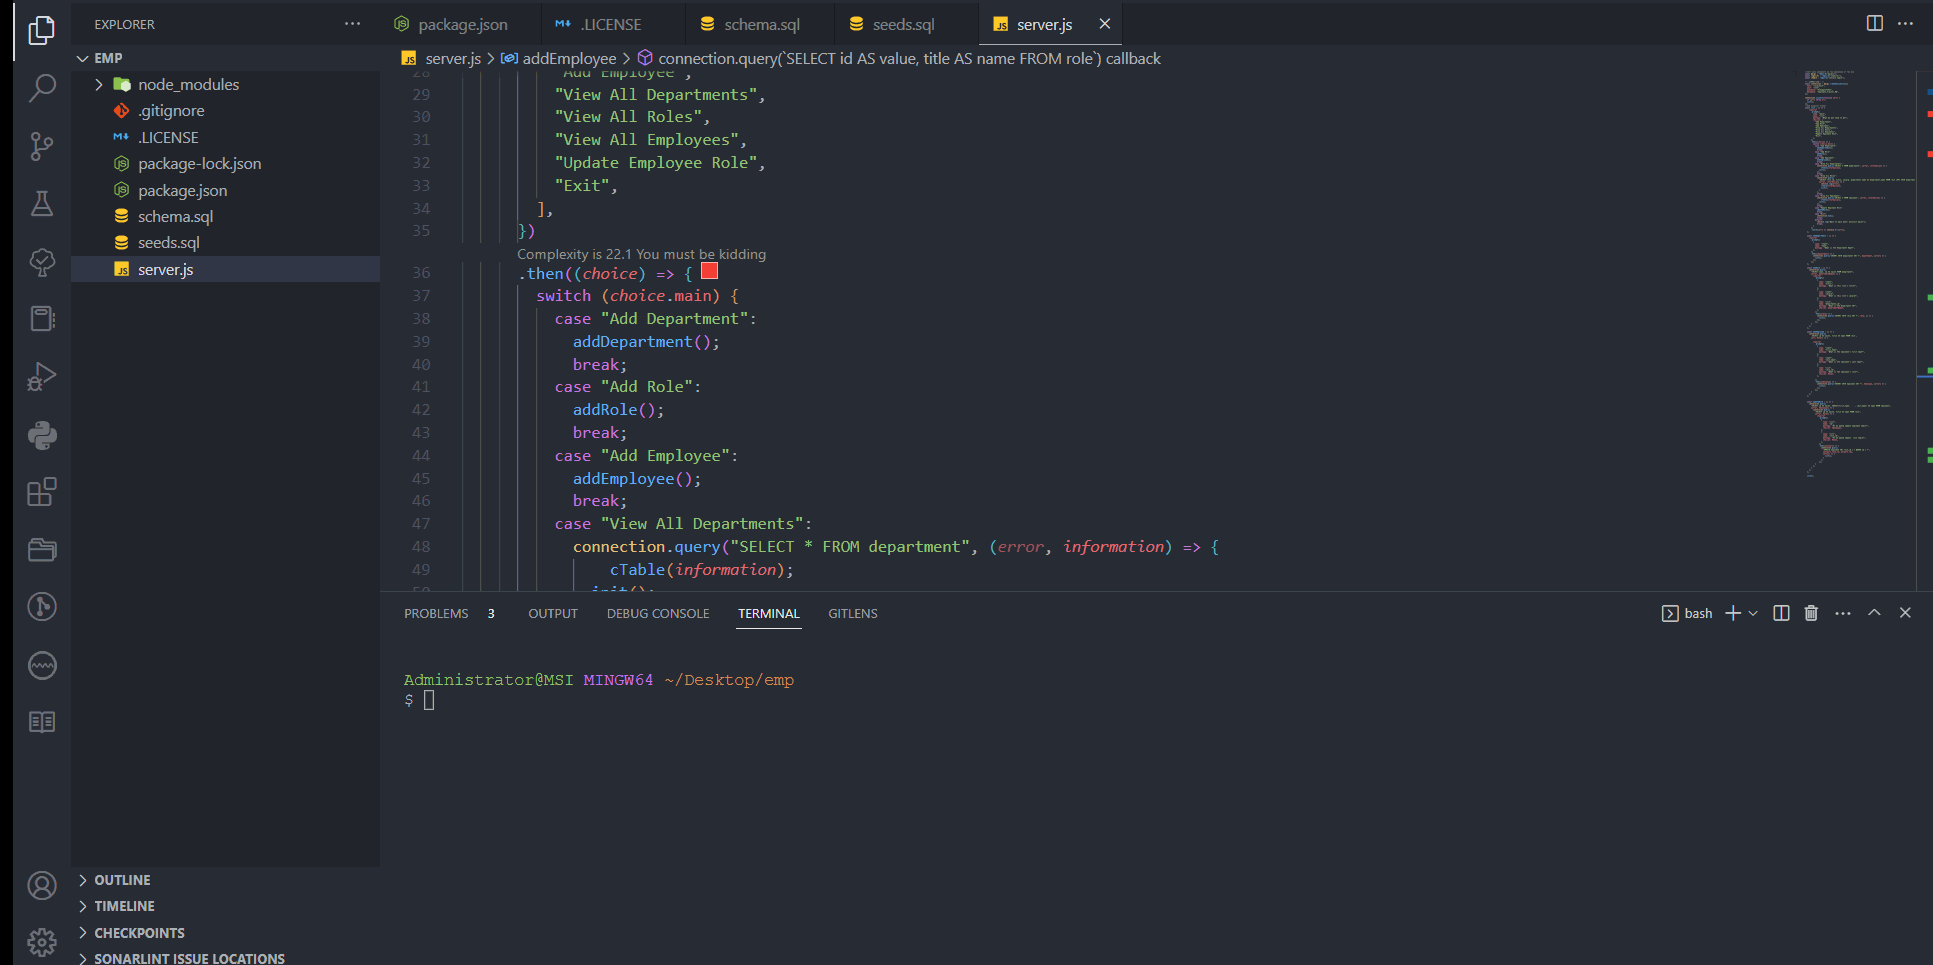 EXPLORER
EMP
node_modules
.gitignore
.LICENSE
package-lock.json
package.json
schema.sql
seeds.sql
server.js
OUTLINE
TIMELINE
CHECKPOINTS
SONARLINT ISSUE LOCATIONS
package.json
.LICENSE
schema.sql
seeds.sql
server.js
server.js > addEmployee > connection.query(`SELECT id AS value, title AS name FROM role`) callback
28 "Add Employee",
29 "View All Departments",
30 "View All Roles",
31 "View All Employees",
32 "Update Employee Role",
33 "Exit",
34 ],
35 })
Complexity is 22.1 You must be kidding
36 .then((choice) => {
37 switch (choice.main) {
38 case "Add Department":
39 addDepartment();
40 break;
41 case "Add Role":
42 addRole();
43 break;
44 case "Add Employee":
45 addEmployee();
46 break;
47 case "View All Departments":
48 connection.query("SELECT * FROM department", (error, information) => {
49 cTable(information);
50 init();
PROBLEMS 3 OUTPUT DEBUG CONSOLE TERMINAL GITLENS
bash
Administrator@MSI MINGW64 ~/Desktop/emp
$